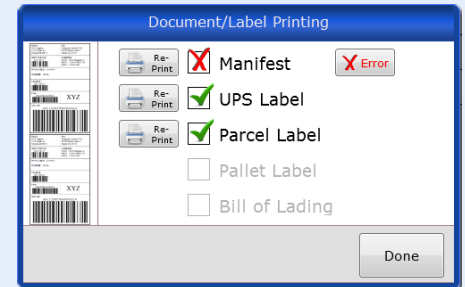 Document/Label Printing
Re-Print Manifest Error
Re-Print UPS Label
Re-Print Parcel Label
Pallet Label
Bill of Lading
XYZ
XYZ
Done